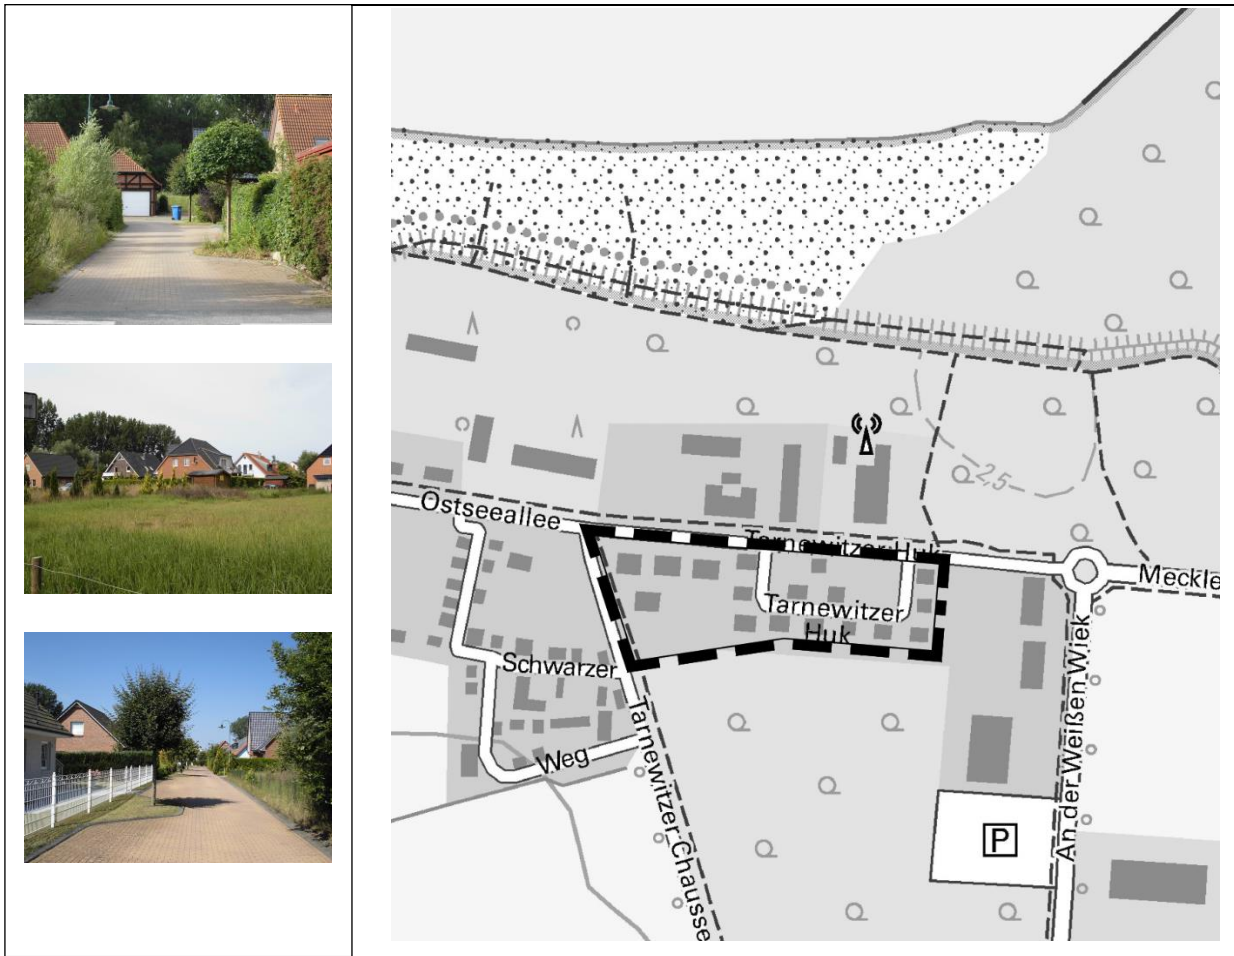 2,5
Ostseeallee
Tarnewitzer Huk
Meckle
Tarnewitzer
Huk
Schwarzer
Weg
Tarnewitzer Chausse
An der Weißen Wiek
P